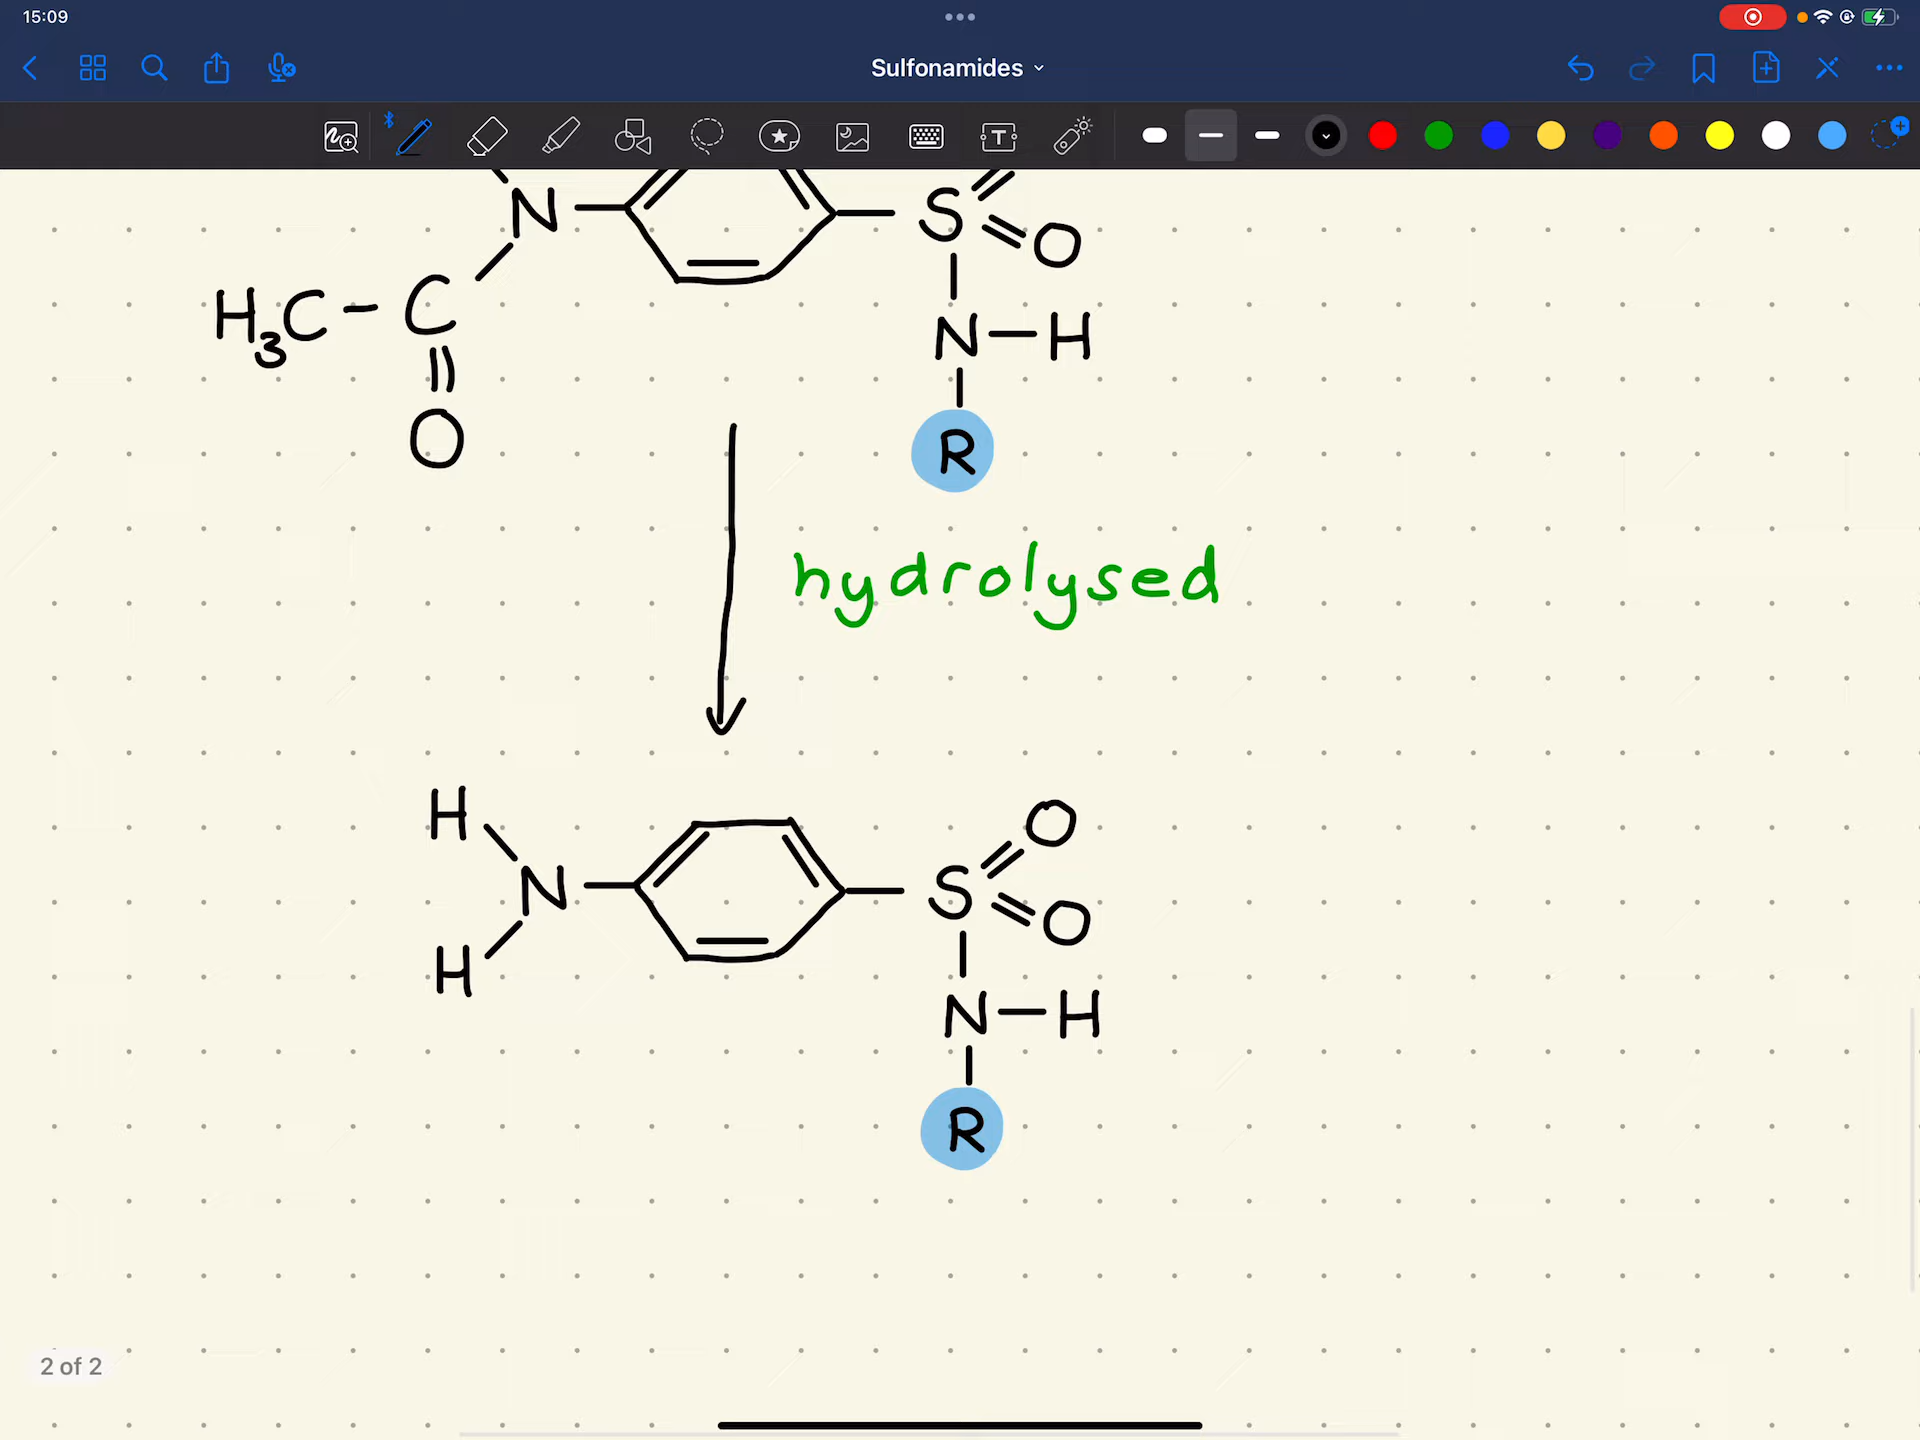 15:09
Sulfonamides
T
N
S
O
H₃C - C
N — H
O
R
hydrolysed
H
O
N
S
O
H
N — H
R
2 of 2